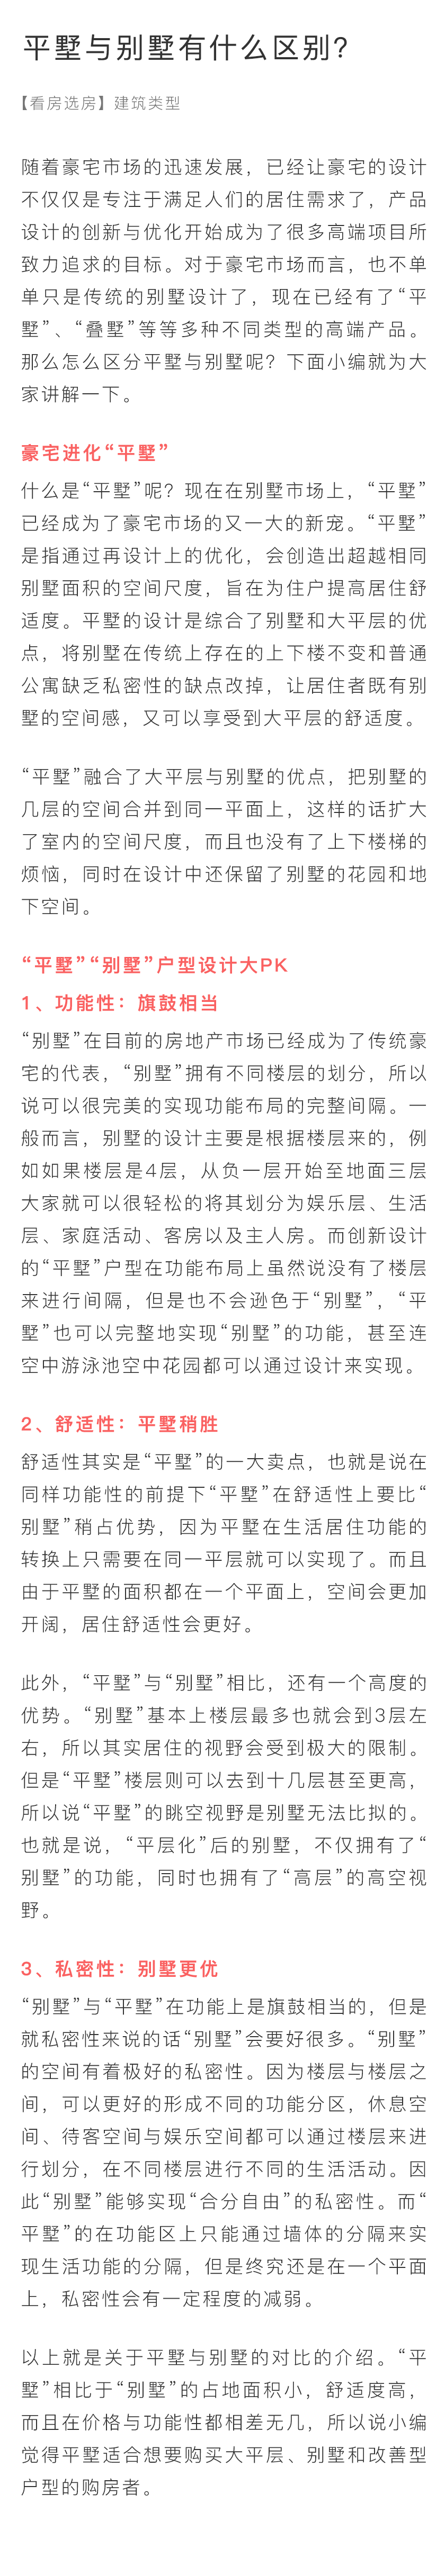 平墅与别墅有什么区别？
【看房选房】建筑类型
随着豪宅市场的迅速发展，已经让豪宅的设计
不仅仅是专注于满足人们的居住需求了，产品
设计的创新与优化开始成为了很多高端项目所
致力追求的目标。对于豪宅市场而言，也不单
单只是传统的别墅设计了，现在已经有了“平
墅”、“叠墅”等等多种不同类型的高端产品。
那么怎么区分平墅与别墅呢？下面小编就为大
家讲解一下。
豪宅进化“平墅”
什么是“平墅”呢？现在在别墅市场上，“平墅”
已经成为了豪宅市场的又一大的新宠。“平墅”
是指通过再设计上的优化，会创造出超越相同
别墅面积的空间尺度，旨在为住户提高居住舒
适度。平墅的设计是综合了别墅和大平层的优
点，将别墅在传统上存在的上下楼不变和普通
公寓缺乏私密性的缺点改掉，让居住者既有别
墅的空间感，又可以享受到大平层的舒适度。
“平墅”融合了大平层与别墅的优点，把别墅的
几层的空间合并到同一平面上，这样的话扩大
了室内的空间尺度，而且也没有了上下楼梯的
烦恼，同时在设计中还保留了别墅的花园和地
下空间。
“平墅”“别墅”户型设计大PK
1、功能性：旗鼓相当
“别墅”在目前的房地产市场已经成为了传统豪
宅的代表，“别墅”拥有不同楼层的划分，所以
说可以很完美的实现功能布局的完整间隔。一
般而言，别墅的设计主要是根据楼层来的，例
如如果楼层是4层，从负一层开始至地面三层
大家就可以很轻松的将其划分为娱乐层、生活
层、家庭活动、客房以及主人房。而创新设计
的“平墅”户型在功能布局上虽然说没有了楼层
来进行间隔，但是也不会逊色于“别墅”，“平
墅”也可以完整地实现“别墅”的功能，甚至连
空中游泳池空中花园都可以通过设计来实现。
2、舒适性：平墅稍胜
舒适性其实是“平墅”的一大卖点，也就是说在
同样功能性的前提下“平墅”在舒适性上要比“
别墅”稍占优势，因为平墅在生活居住功能的
转换上只需要在同一平层就可以实现了。而且
由于平墅的面积都在一个平面上，空间会更加
开阔，居住舒适性会更好。
此外，“平墅”与“别墅”相比，还有一个高度的
优势。“别墅”基本上楼层最多也就会到3层左
右，所以其实居住的视野会受到极大的限制。
但是“平墅”楼层则可以去到十几层甚至更高，
所以说“平墅”的眺空视野是别墅无法比拟的。
也就是说，“平层化”后的别墅，不仅拥有了“
别墅”的功能，同时也拥有了“高层”的高空视
野。
3、私密性：别墅更优
“别墅”与“平墅”在功能上是旗鼓相当的，但是
就私密性来说的话“别墅”会要好很多。“别墅”
的空间有着极好的私密性。因为楼层与楼层之
间，可以更好的形成不同的功能分区，休息空
间、待客空间与娱乐空间都可以通过楼层来进
行划分，在不同楼层进行不同的生活活动。因
此“别墅”能够实现“合分自由”的私密性。而“
平墅”的在功能区上只能通过墙体的分隔来实
现生活功能的分隔，但是终究还是在一个平面
上，私密性会有一定程度的减弱。
以上就是关于平墅与别墅的对比的介绍。“平
墅”相比于“别墅”的占地面积小，舒适度高，
而且在价格与功能性都相差无几，所以说小编
觉得平墅适合想要购买大平层、别墅和改善型
户型的购房者。